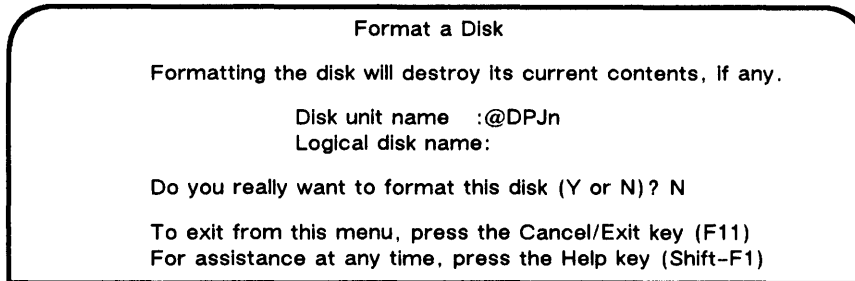 Format a Disk
Formatting the disk will destroy its current contents, if any.
Disk unit name :@DPJn
Logical disk name:
Do you really want to format this disk (Y or N)? N
To exit from this menu, press the Cancel/Exit key (F11)
For assistance at any time, press the Help key (Shift-F1)